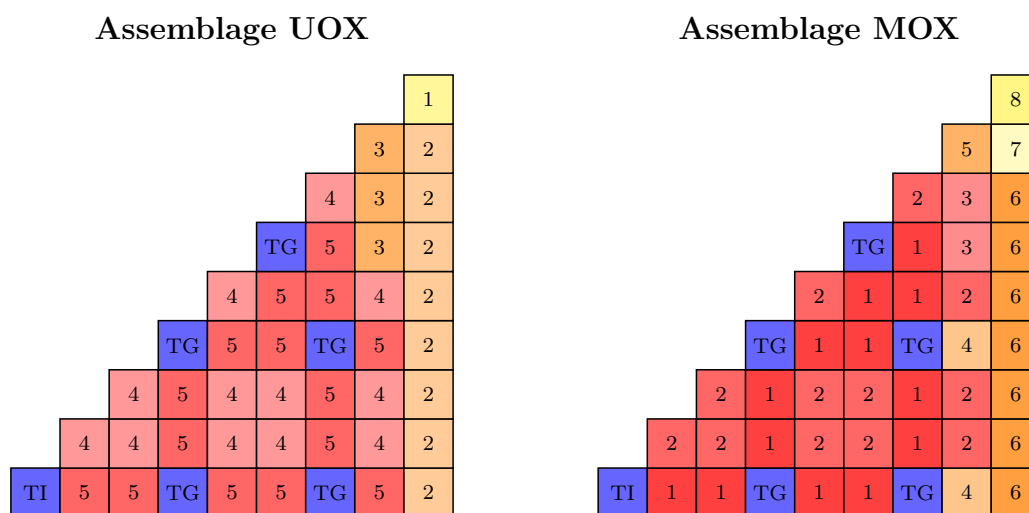 Assemblage UOX Assemblage MOX
1 8
3 2 5 7
4 3 2 2 3 6
TG 5 3 2 TG 1 3 6
4 5 5 4 2 2 1 1 2 6
TG 5 5 TG 5 2 TG 1 1 TG 4 6
4 5 4 4 5 4 2 2 1 2 2 1 2 6
4 4 5 4 4 5 4 2 2 2 1 2 2 1 2 6
TI 5 5 TG 5 5 TG 5 2 TI 1 1 TG 1 1 TG 4 6